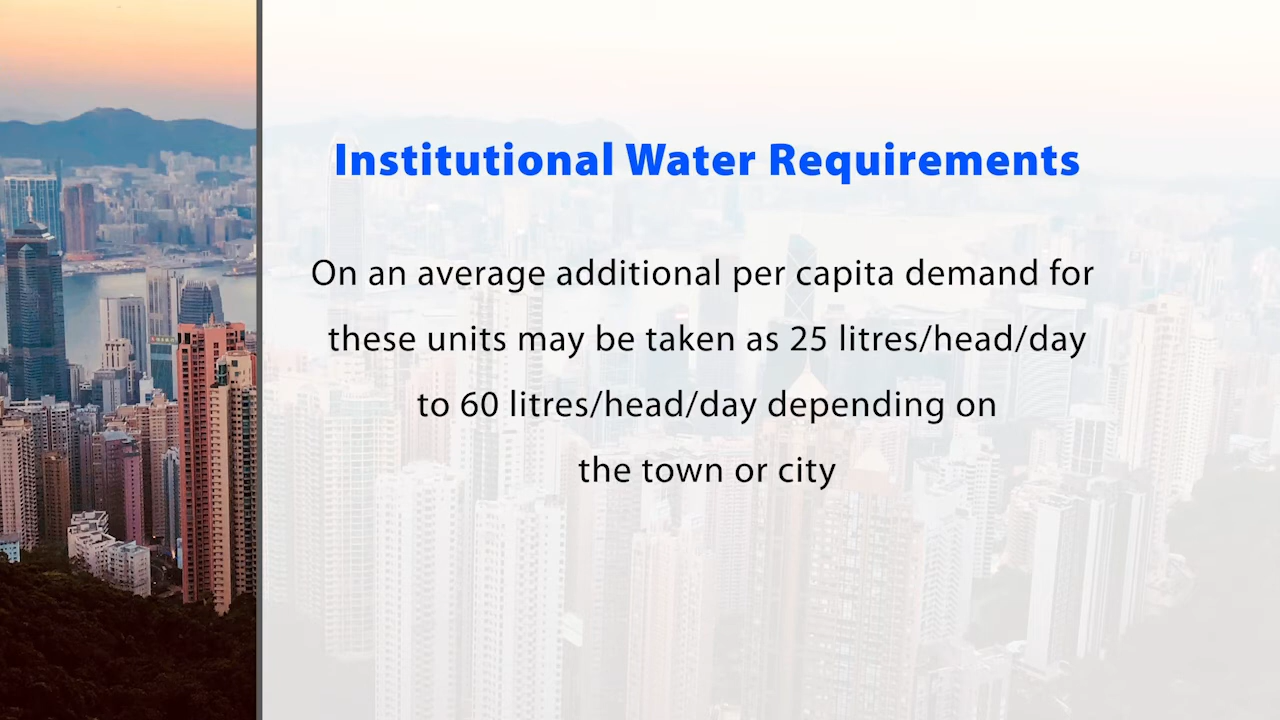 Institutional Water Requirements
On an average additional per capita demand for
these units may be taken as 25 litres/head/day
to 60 litres/head/day depending on
the town or city